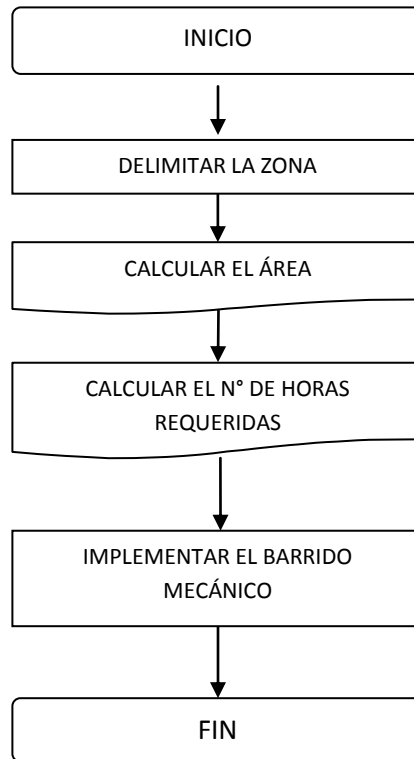 INICIO
DELIMITAR LA ZONA
CALCULAR EL ÁREA
CALCULAR EL N° DE HORAS
REQUERIDAS
IMPLEMENTAR EL BARRIDO
MECÁNICO
FIN